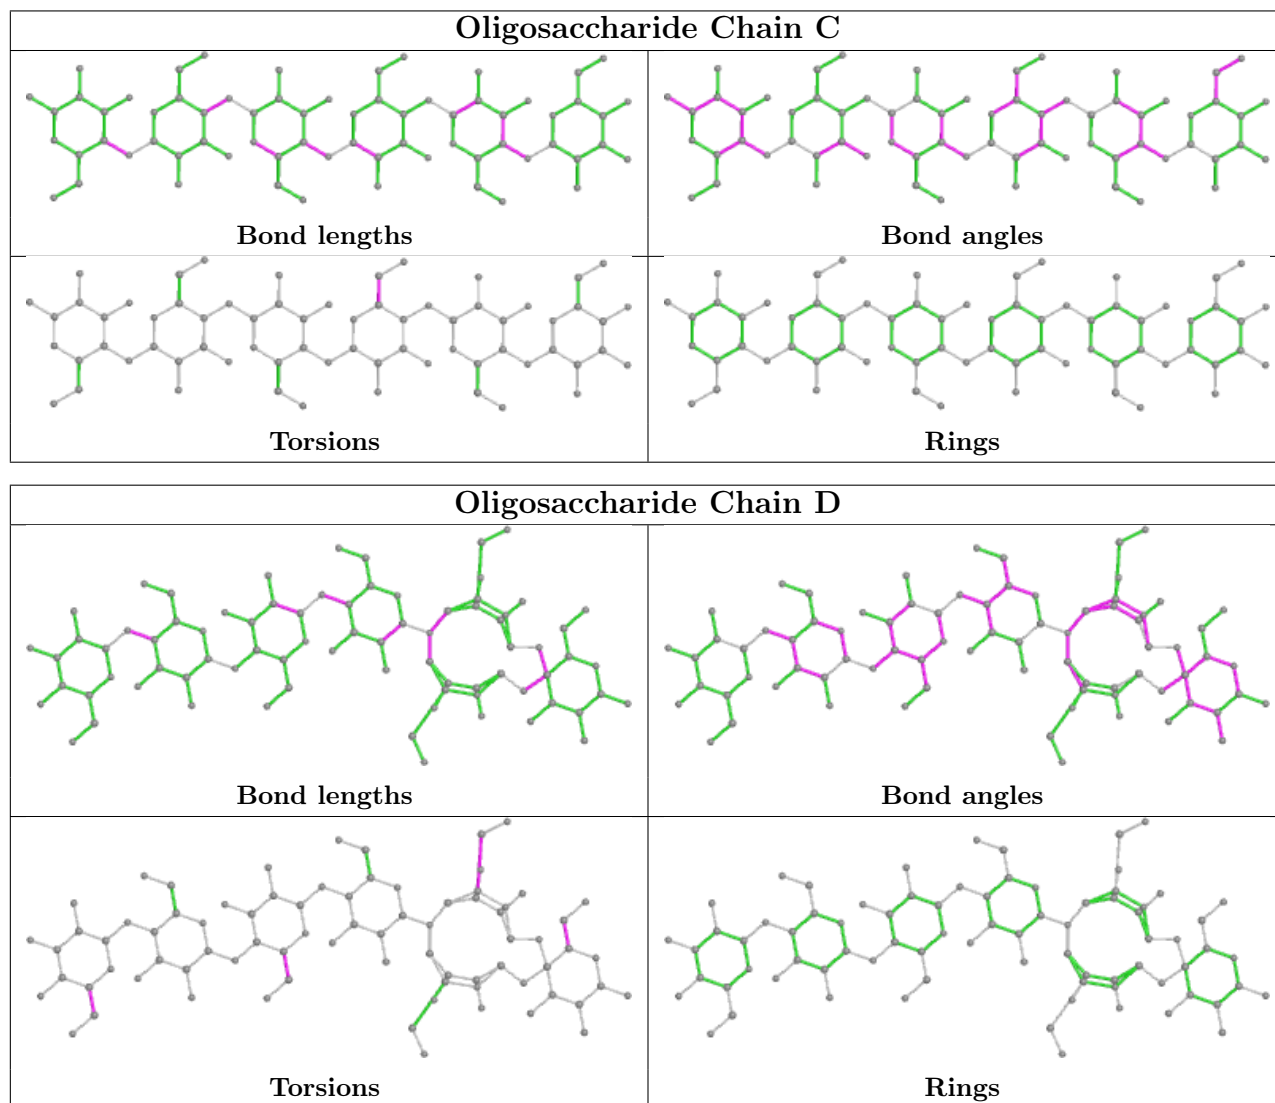 Oligosaccharide Chain C
Bond lengths
Bond angles
Torsions
Rings
Oligosaccharide Chain D
Bond lengths
Bond angles
Torsions
Rings